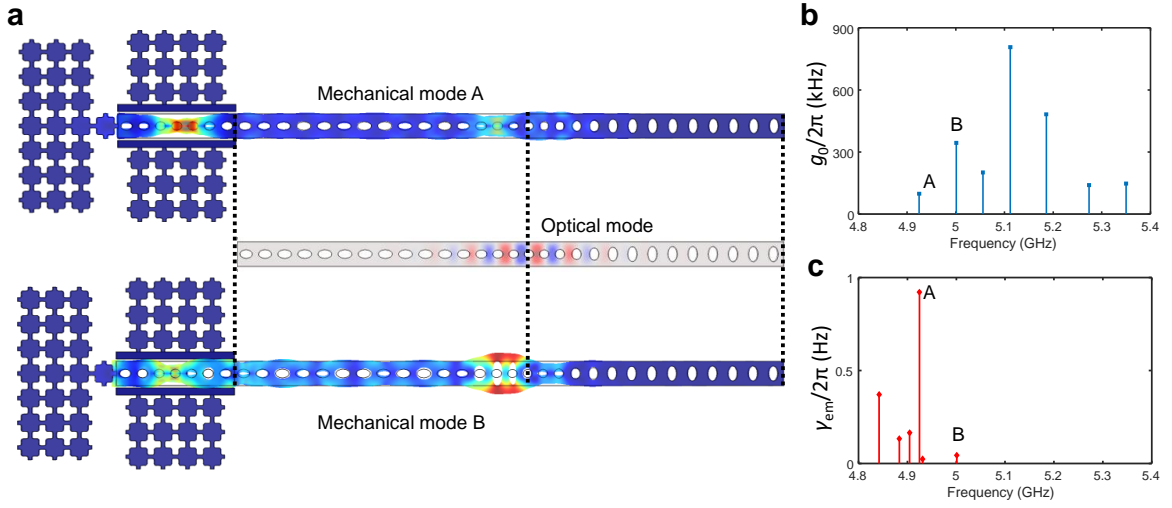 a
Mechanical mode A
Optical mode
Mechanical mode B
b
900
600
300
0
g₀/2π (kHz)
A
B
4.8 4.9 5 5.1 5.2 5.3 5.4
Frequency (GHz)
c
1
0.5
0
γem/2π (Hz)
A
B
4.8 4.9 5 5.1 5.2 5.3 5.4
Frequency (GHz)